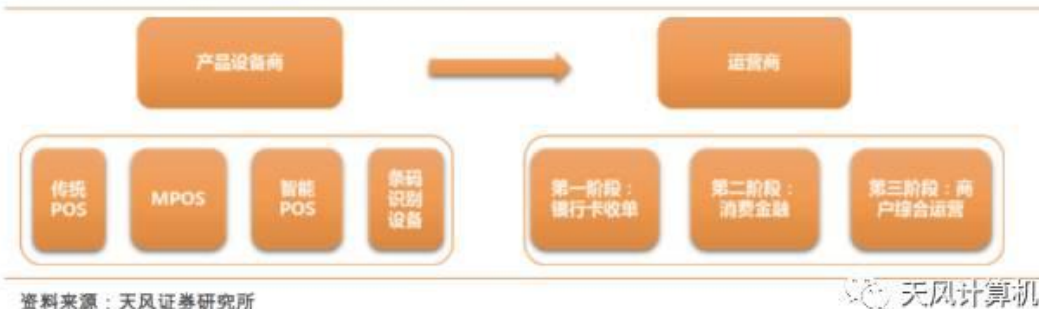 产品设备商
运营商
传统
POS
MPOS
智能
POS
条码
识别
设备
第一阶段：
银行卡收单
第二阶段：
消费金融
第三阶段：商
户综合运营
资料来源：天风证券研究所
天风计算机